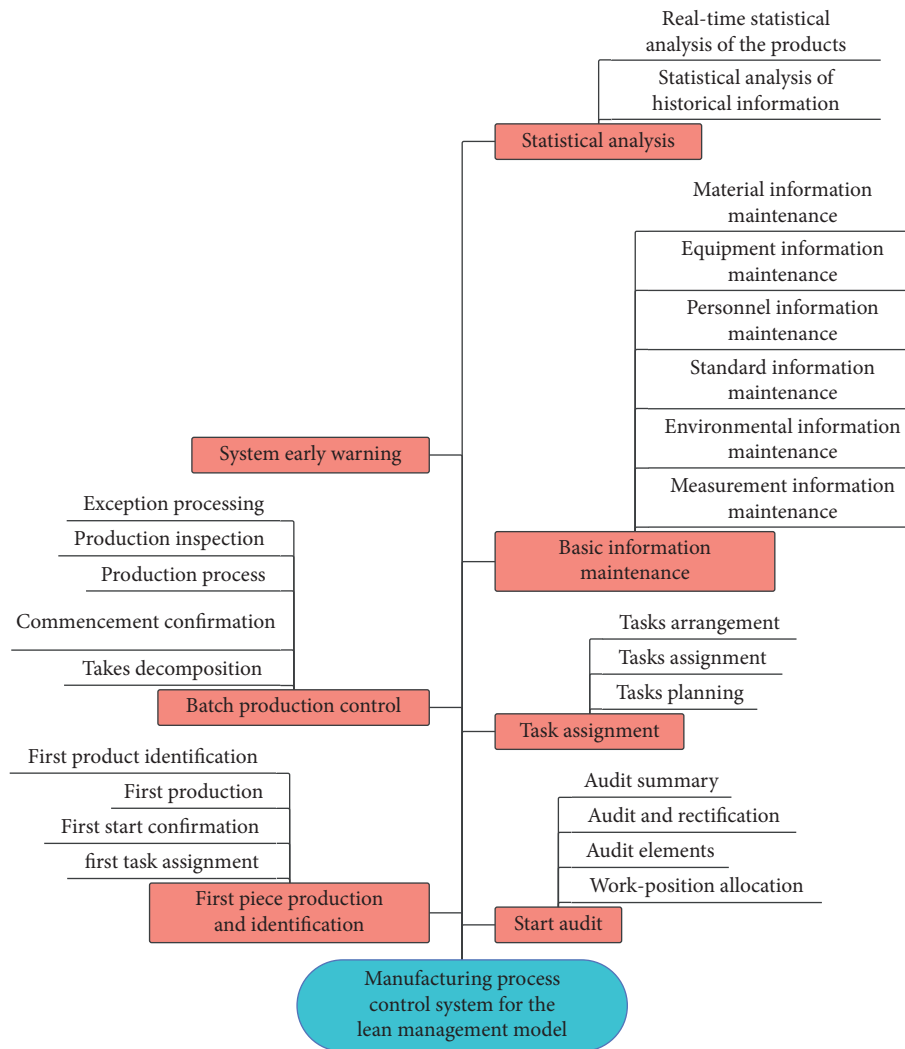 Real-time statistical
analysis of the products
Statistical analysis of
historical information
Statistical analysis
Material information
maintenance
Equipment information
maintenance
Personnel information
maintenance
Standard information
maintenance
Environmental information
maintenance
Measurement information
maintenance
Basic information
maintenance
System early warning
Exception processing
Production inspection
Production process
Commencement confirmation
Takes decomposition
Batch production control
Tasks arrangement
Tasks assignment
Tasks planning
Task assignment
First product identification
First production
First start confirmation
first task assignment
First piece production
and identification
Audit summary
Audit and rectification
Audit elements
Work-position allocation
Start audit
Manufacturing process
control system for the
lean management model